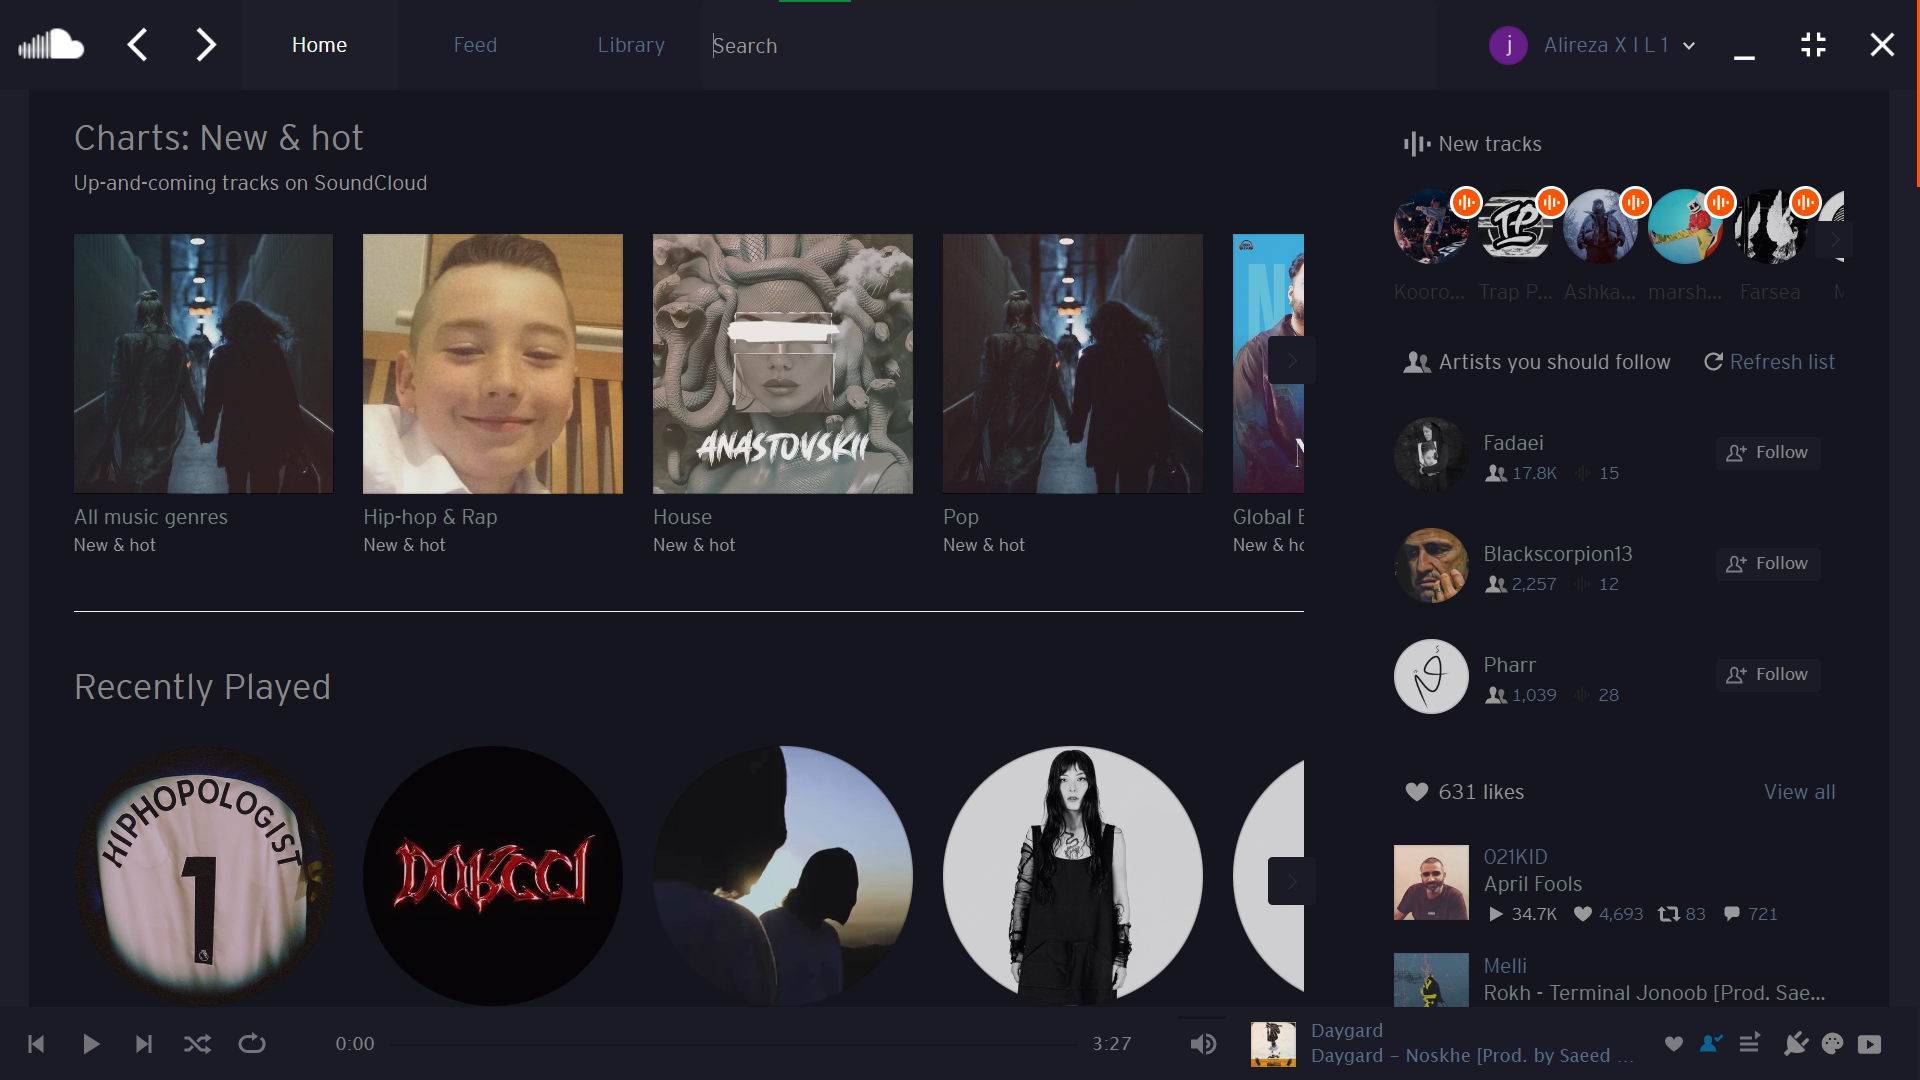 Home
Feed
Library
Search
j
Alireza X I L 1
Charts: New & hot
Up-and-coming tracks on SoundCloud
ANASTOVSKII
All music genres
New & hot
Hip-hop & Rap
New & hot
House
New & hot
Pop
New & hot
Global
New & ho
Recently Played
HIPHOPOLOGIST
1
New tracks
TP
Kooro...
Trap P...
Ashka...
marsh...
Farsea
Artists you should follow
Refresh list
Fadaei
17.8K 15
Follow
Blackscorpion13
2,257 12
Follow
Pharr
1,039 28
Follow
631 likes
View all
021KID
April Fools
34.7K 4,693 83 721
Melli
Rokh - Terminal Jonoob [Prod. Sae...
0:00
3:27
Daygard
Daygard – Noskhe [Prod. by Saeed ...